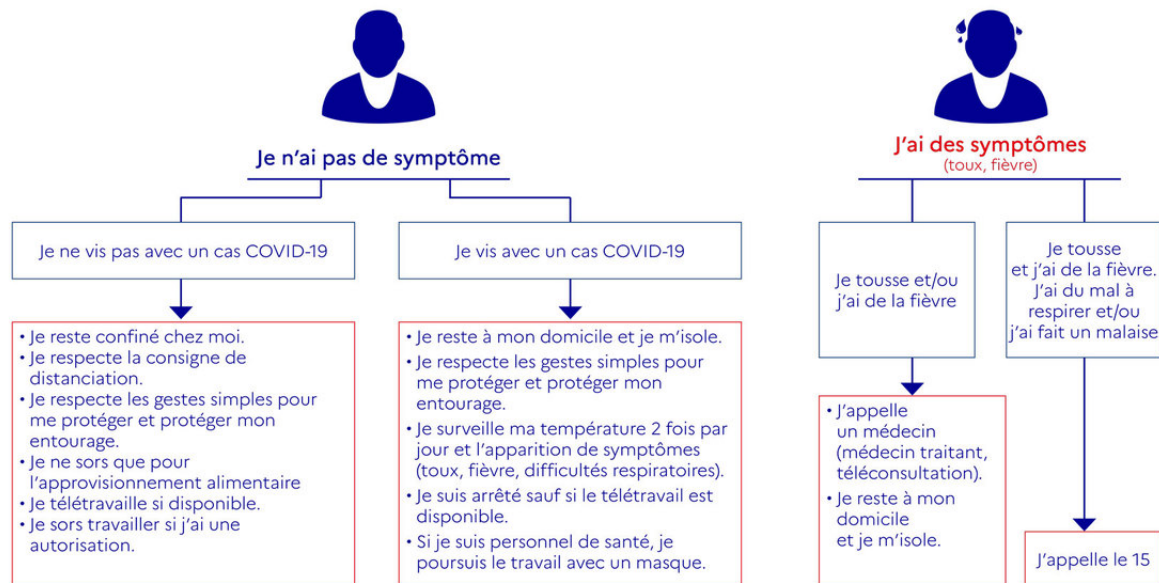 Je n'ai pas de symptôme
Je ne vis pas avec un cas COVID-19
• Je reste confiné chez moi.
• Je respecte la consigne de
distanciation.
• Je respecte les gestes simples pour
me protéger et protéger mon
entourage.
• Je ne sors que pour
l'approvisionnement alimentaire
• Je télétravaille si disponible.
• Je sors travailler si j'ai une
autorisation.
Je vis avec un cas COVID-19
• Je reste à mon domicile et je m'isole.
• Je respecte les gestes simples pour
me protéger et protéger mon
entourage.
• Je surveille ma température 2 fois par
jour et l'apparition de symptômes
(toux, fièvre, difficultés respiratoires).
• Je suis arrêté sauf si le télétravail est
disponible.
• Si je suis personnel de santé, je
poursuis le travail avec un masque.
J'ai des symptômes
(toux, fièvre)
Je tousse et/ou
j'ai de la fièvre
• J'appelle
un médecin
(médecin traitant,
téléconsultation).
• Je reste à mon
domicile
et je m'isole.
Je tousse
et j'ai de la fièvre.
J'ai du mal à
respirer et/ou
j'ai fait un malaise
J'appelle le 15